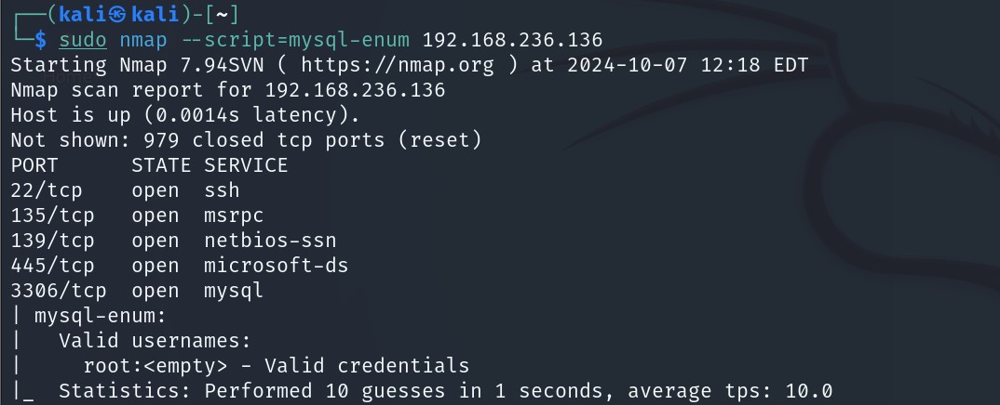 ┌──(kali㉿kali)-[~]
└─$ sudo nmap --script=mysql-enum 192.168.236.136
Starting Nmap 7.94SVN ( https://nmap.org ) at 2024-10-07 12:18 EDT
Nmap scan report for 192.168.236.136
Host is up (0.0014s latency).
Not shown: 979 closed tcp ports (reset)
PORT     STATE SERVICE
22/tcp   open  ssh
135/tcp  open  msrpc
139/tcp  open  netbios-ssn
445/tcp  open  microsoft-ds
3306/tcp open  mysql
| mysql-enum:
|   Valid usernames:
|     root:<empty> - Valid credentials
|_  Statistics: Performed 10 guesses in 1 seconds, average tps: 10.0